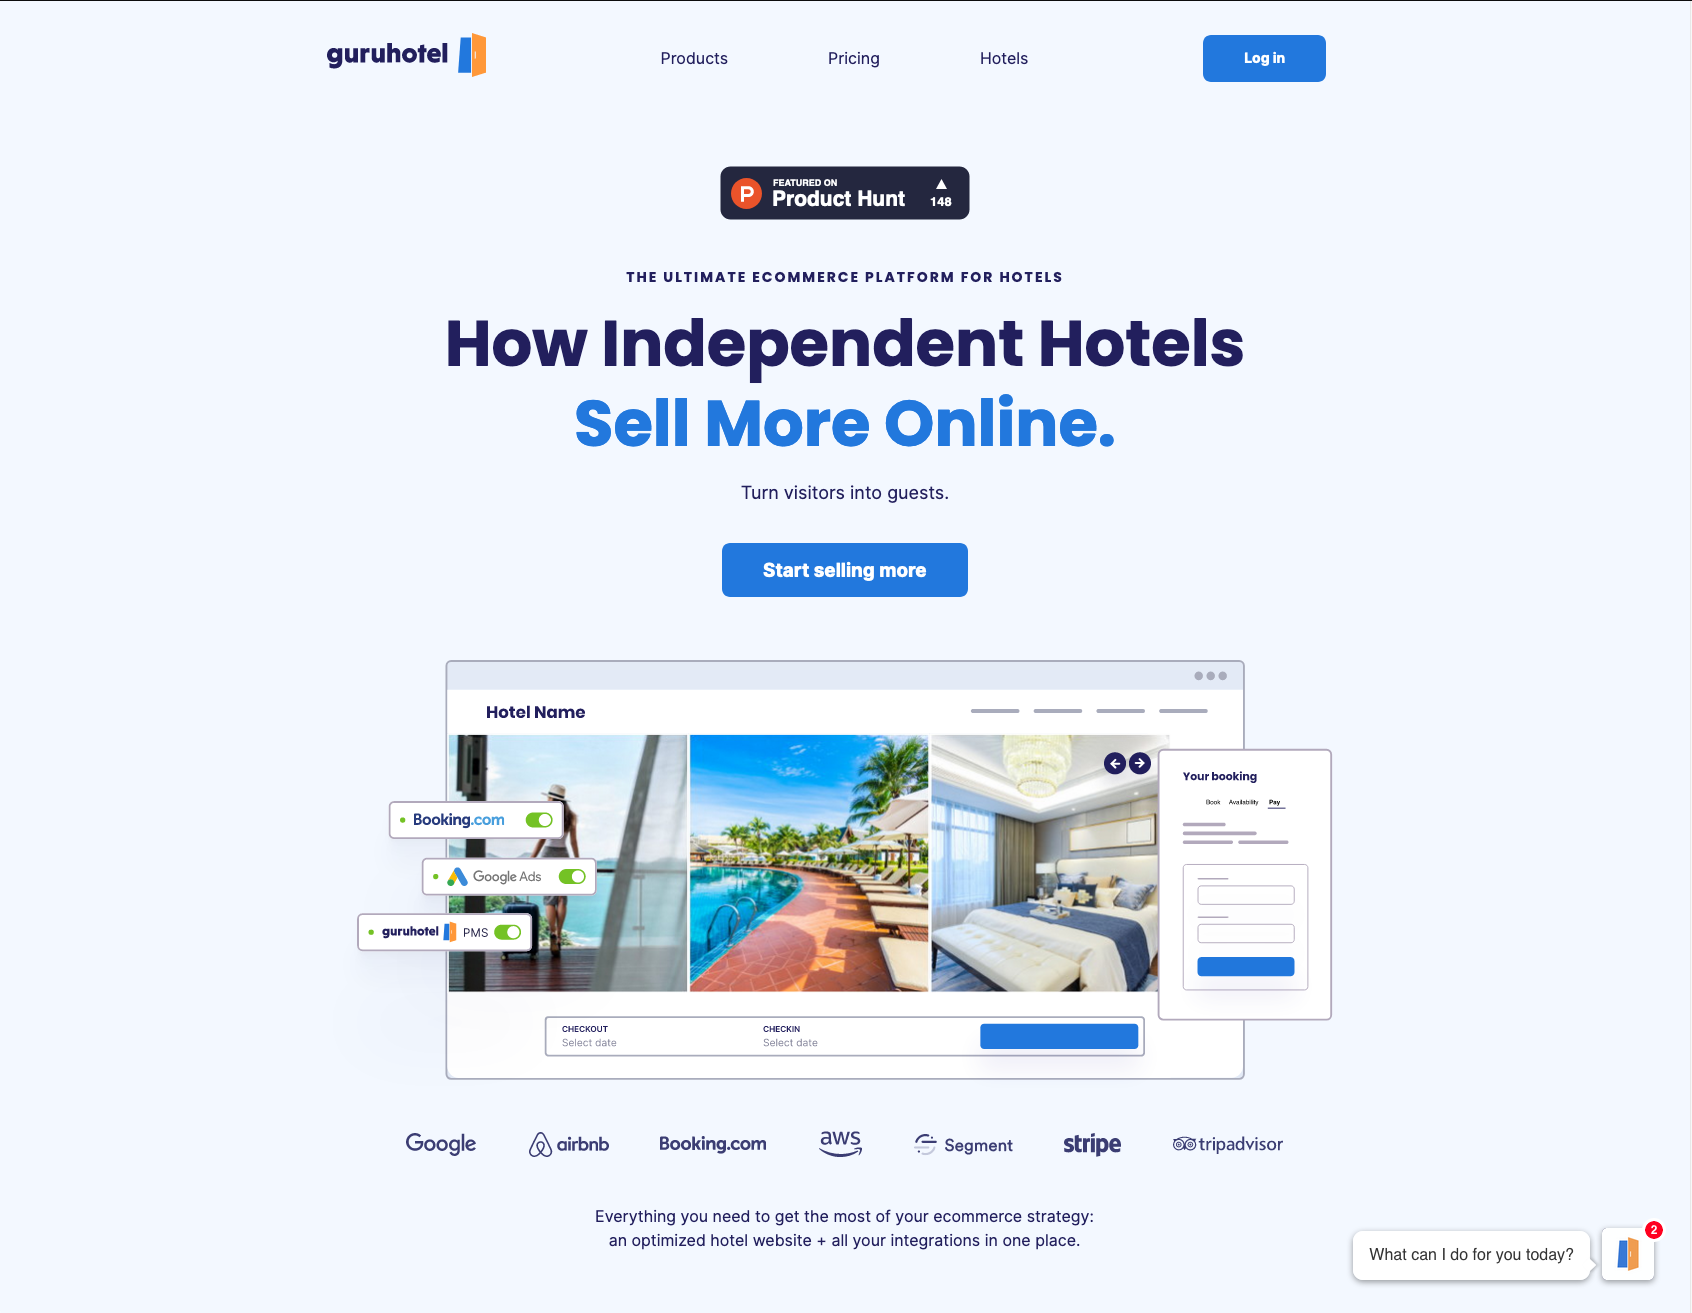 guruhotel
Products
Pricing
Hotels
Log in
P
FEATURED ON
Product Hunt
148
THE ULTIMATE ECOMMERCE PLATFORM FOR HOTELS
How Independent Hotels
Sell More Online.
Turn visitors into guests.
Start selling more
Hotel Name
Your booking
Book Availability Pay
Booking.com
Google Ads
guruhotel PMS
CHECKOUT
Select date
CHECKIN
Select date
Google
airbnb
Booking.com
aws
Segment
stripe
tripadvisor
Everything you need to get the most of your ecommerce strategy:
an optimized hotel website + all your integrations in one place.
What can I do for you today?
2